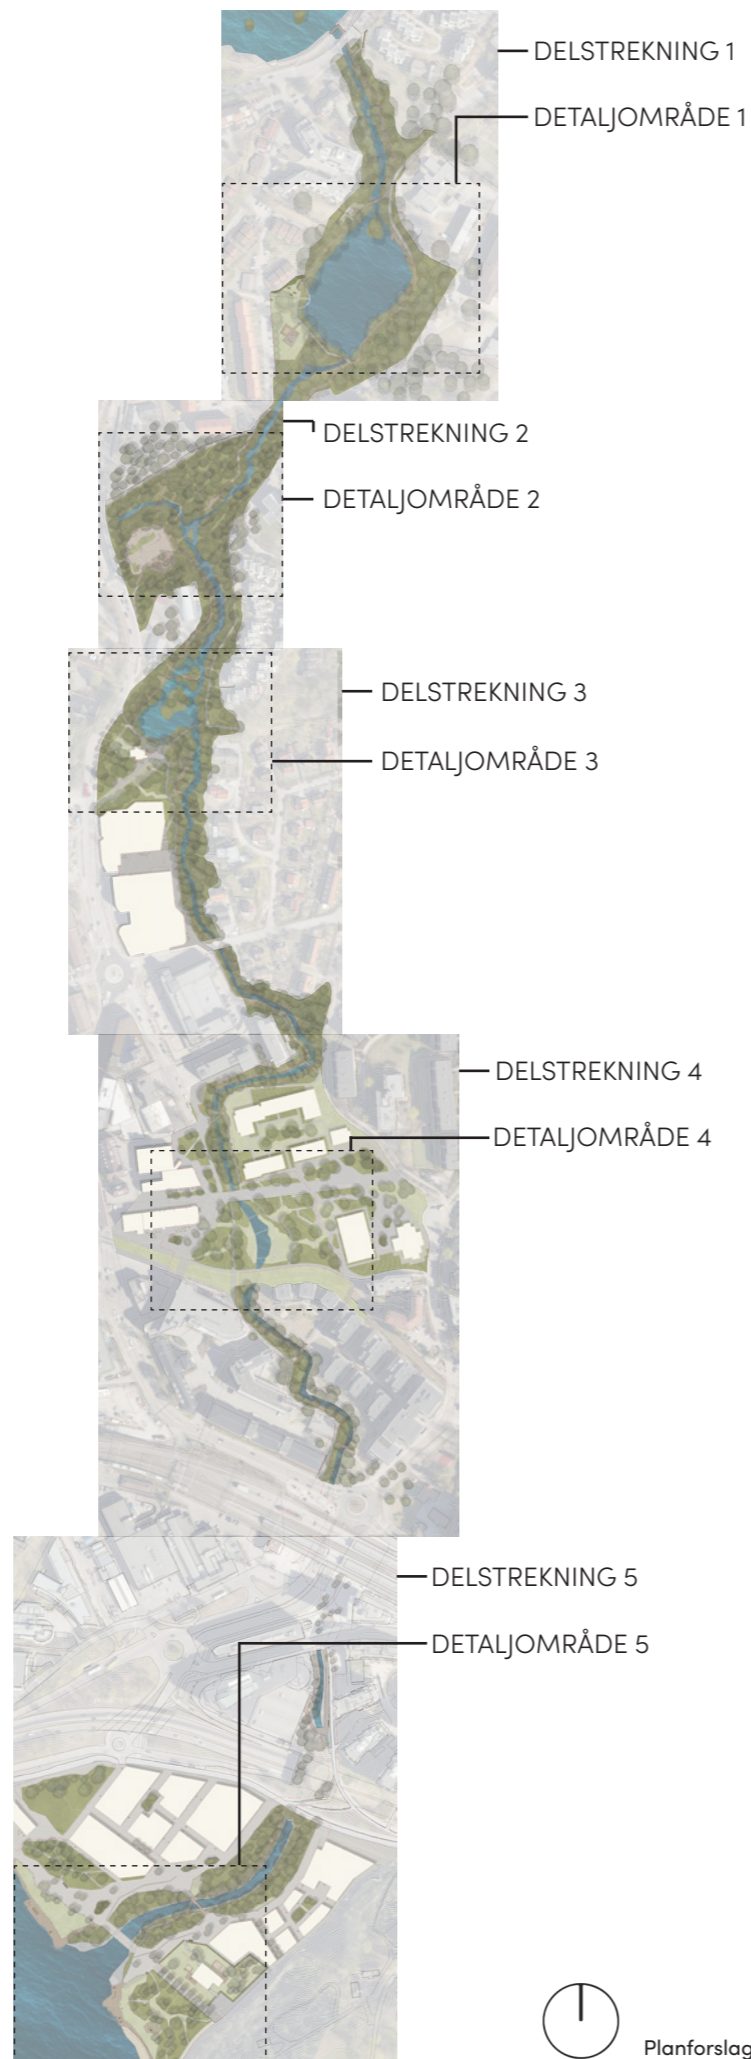 DELSTREKNING 1
DETALJOMRÅDE 1
DELSTREKNING 2
DETALJOMRÅDE 2
DELSTREKNING 3
DETALJOMRÅDE 3
DELSTREKNING 4
DETALJOMRÅDE 4
DELSTREKNING 5
DETALJOMRÅDE 5
Planforslag